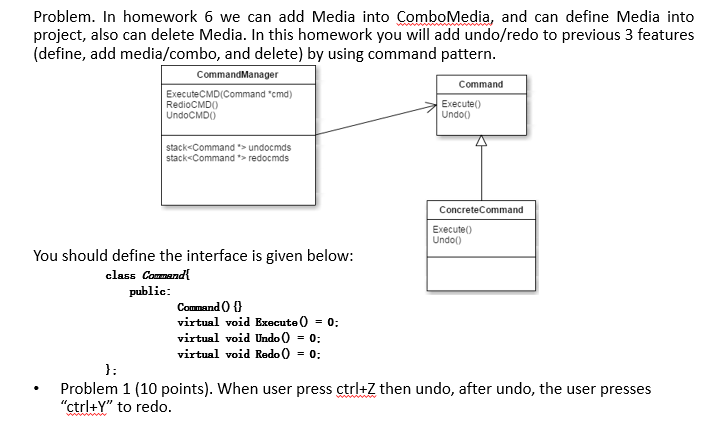 Problem. In homework 6 we can add Media into ComboMedia, and can define Media into
project, also can delete Media. In this homework you will add undo/redo to previous 3 features
(define, add media/combo, and delete) by using command pattern.
CommandManager
ExecuteCMD(Command *cmd)
RedioCMD()
UndoCMD()
stack<Command *> undocmds
stack<Command *> redocmds
Command
Execute()
Undo()
ConcreteCommand
Execute()
Undo()
You should define the interface is given below:
class Command{
public:
Command() {}
virtual void Execute() = 0;
virtual void Undo() = 0;
virtual void Redo() = 0;
};
• Problem 1 (10 points). When user press ctrl+Z then undo, after undo, the user presses
“ctrl+Y” to redo.